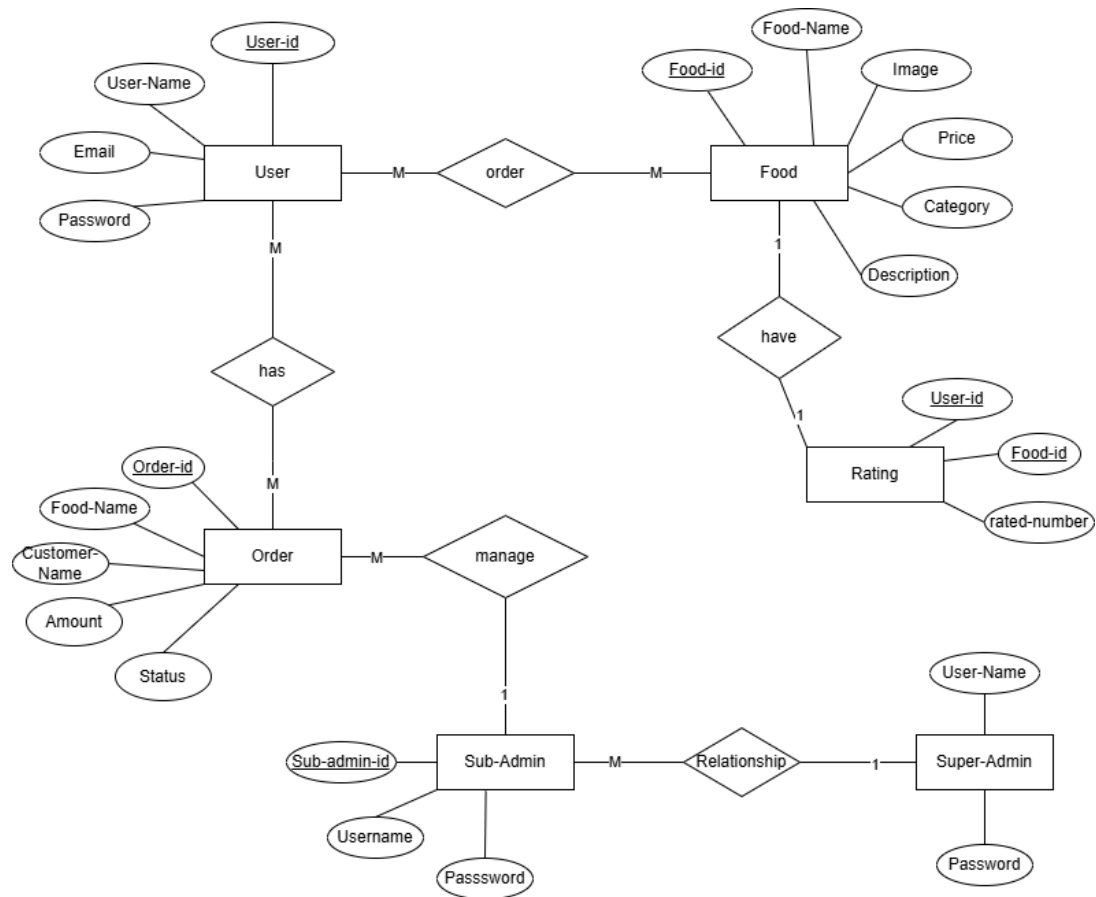 User-id
Food-Name
User-Name
Food-id
Image
Email
Price
User
M
order
M
Food
Password
Category
M
1
Description
has
have
User-id
1
Order-id
Food-id
Rating
M
Food-Name
rated-number
Customer-
Name
Order
M
manage
Amount
Status
User-Name
1
Sub-admin-id
Sub-Admin
M
Relationship
1
Super-Admin
Username
Passsword
Password